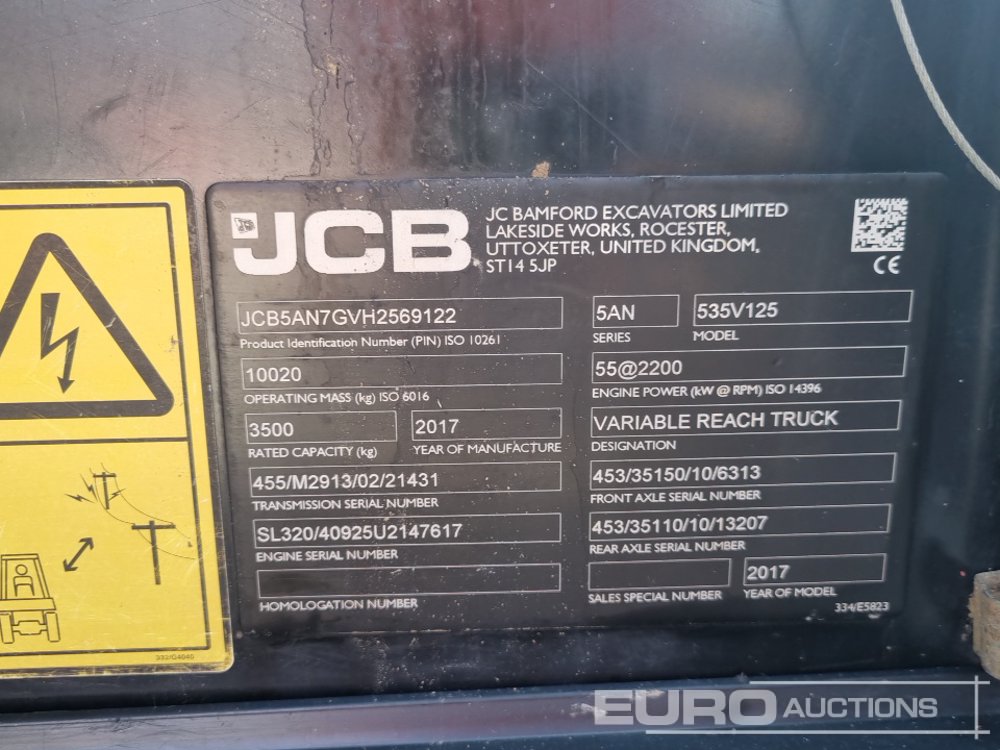 JCB
JC BAMFORD EXCAVATORS LIMITED
LAKESIDE WORKS, ROCESTER,
UTTOXETER, UNITED KINGDOM,
ST14 5JP
CE
JCB5AN7GVH2569122
Product Identification Number (PIN) ISO 10261
5AN
SERIES
535V125
MODEL
10020
OPERATING MASS (kg) ISO 6016
55@2200
ENGINE POWER (kW @ RPM) ISO 14396
3500
RATED CAPACITY (kg)
2017
YEAR OF MANUFACTURE
VARIABLE REACH TRUCK
DESIGNATION
455/M2913/02/21431
TRANSMISSION SERIAL NUMBER
453/35150/10/6313
FRONT AXLE SERIAL NUMBER
SL320/40925U2147617
ENGINE SERIAL NUMBER
453/35110/10/13207
REAR AXLE SERIAL NUMBER
HOMOLOGATION NUMBER
SALES SPECIAL NUMBER
2017
YEAR OF MODEL
334/E5823
332/G4640
EURO AUCTIONS